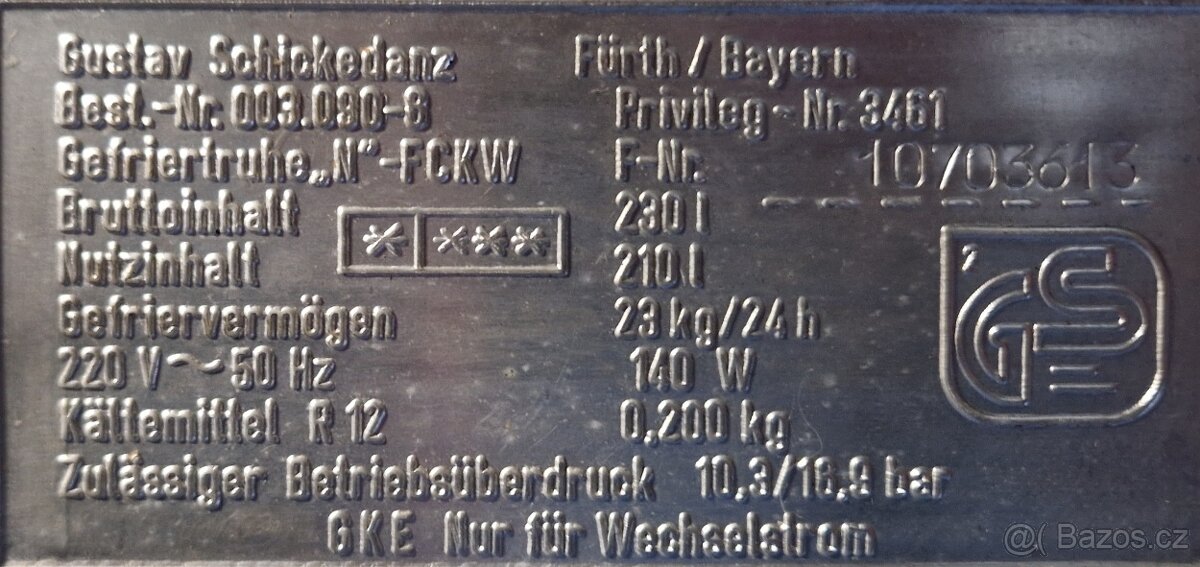 Gustav Schickedanz Fürth / Bayern
Best.-Nr. 003.090-8 Privileg-Nr. 3461
Gefriertruhe „N"-FCKW F-Nr. 10703613
Bruttoinhalt 230 l
* *** 
Nutzinhalt 210 l
Gefriervermögen 23 kg/24 h
220 V ~ 50 Hz 140 W
Kältemittel R 12 0,200 kg
Zulässiger Betriebsüberdruck 10,3/16,9 bar
GKE Nur für Wechselstrom
GS
@( Bazos.cz